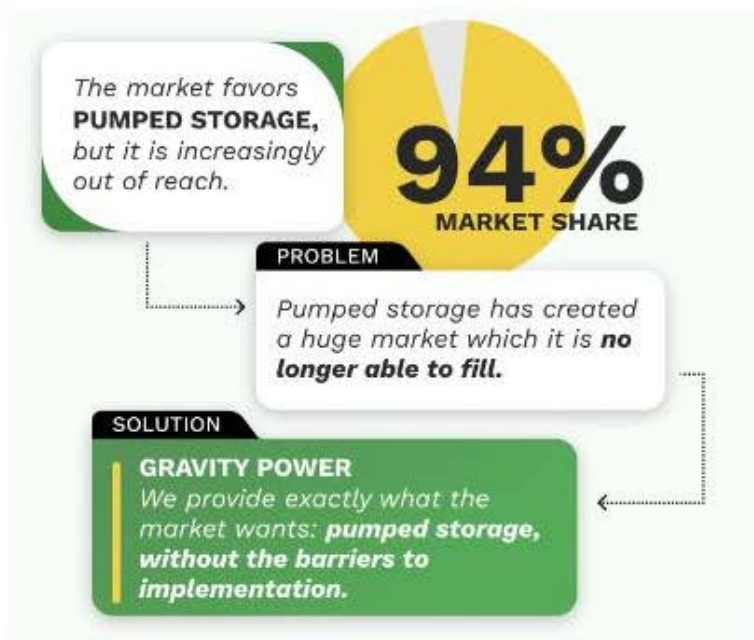 The market favors
PUMPED STORAGE,
but it is increasingly
out of reach.
94%
MARKET SHARE
PROBLEM
Pumped storage has created
a huge market which it is no
longer able to fill.
SOLUTION
GRAVITY POWER
We provide exactly what the
market wants: pumped storage,
without the barriers to
implementation.